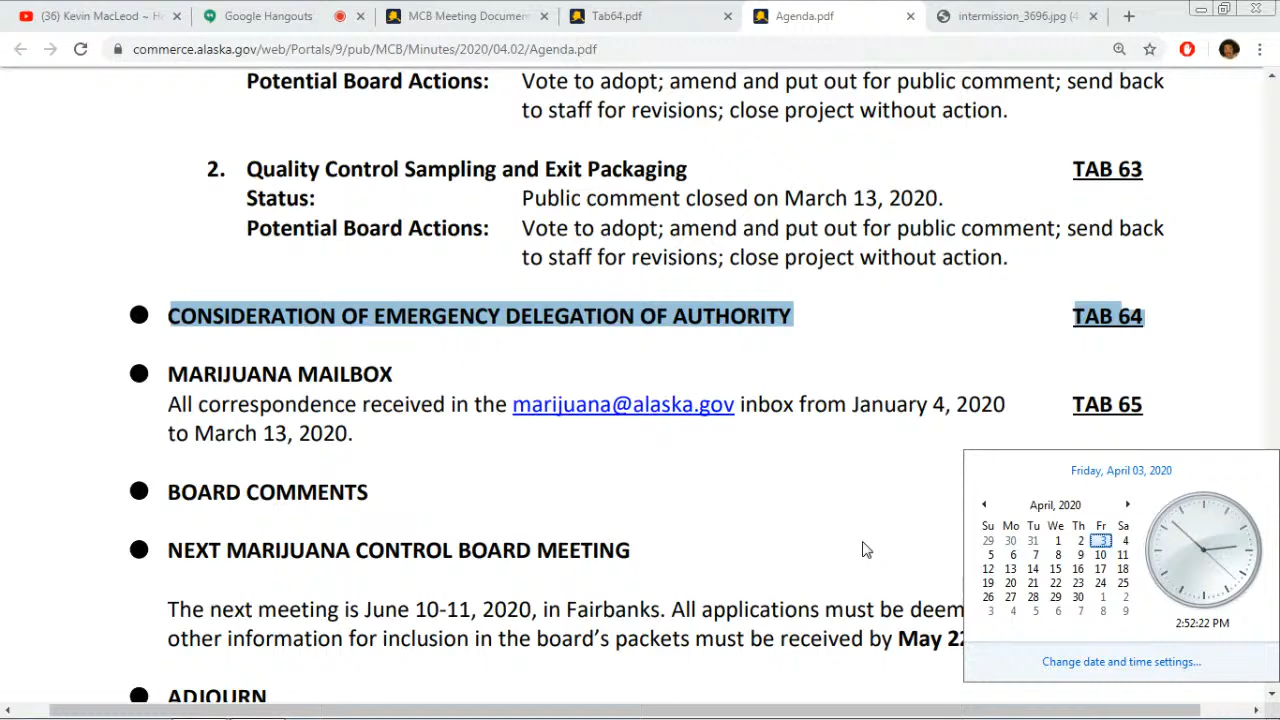 (36) Kevin MacLeod ~ H
Google Hangouts
MCB Meeting Documen
Tab64.pdf
Agenda.pdf
intermission_3696.jpg (4
commerce.alaska.gov/web/Portals/9/pub/MCB/Minutes/2020/04.02/Agenda.pdf
Potential Board Actions: Vote to adopt; amend and put out for public comment; send back
to staff for revisions; close project without action.
2. Quality Control Sampling and Exit Packaging TAB 63
Status: Public comment closed on March 13, 2020.
Potential Board Actions: Vote to adopt; amend and put out for public comment; send back
to staff for revisions; close project without action.
● CONSIDERATION OF EMERGENCY DELEGATION OF AUTHORITY TAB 64
● MARIJUANA MAILBOX
All correspondence received in the marijuana@alaska.gov inbox from January 4, 2020 TAB 65
to March 13, 2020.
● BOARD COMMENTS
● NEXT MARIJUANA CONTROL BOARD MEETING
The next meeting is June 10-11, 2020, in Fairbanks. All applications must be deem
other information for inclusion in the board's packets must be received by May 22
● ADJOURN
Friday, April 03, 2020
April, 2020
Su Mo Tu We Th Fr Sa
29 30 31 1 2 3 4
5 6 7 8 9 10 11
12 13 14 15 16 17 18
19 20 21 22 23 24 25
26 27 28 29 30 1 2
3 4 5 6 7 8 9
2:52:22 PM
Change date and time settings...